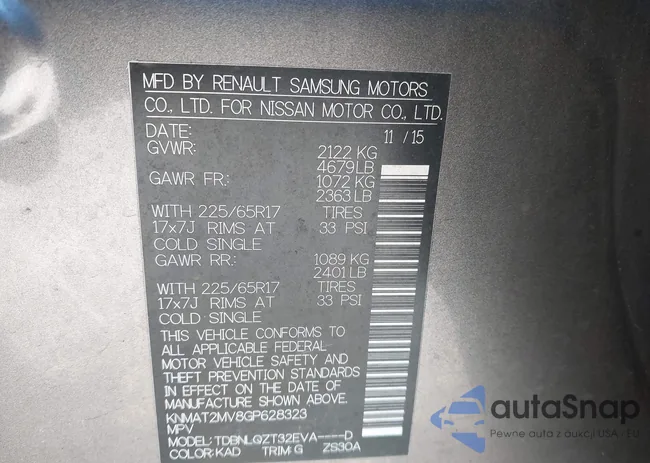 MFD BY RENAULT SAMSUNG MOTORS
CO., LTD. FOR NISSAN MOTOR CO., LTD.
DATE: 11 / 15
GVWR: 2122 KG
4679 LB
GAWR FR: 1072 KG
2363 LB
WITH 225/65R17 TIRES
17x7J RIMS AT 33 PSI
COLD SINGLE
GAWR RR: 1089 KG
2401 LB
WITH 225/65R17 TIRES
17x7J RIMS AT 33 PSI
COLD SINGLE
THIS VEHICLE CONFORMS TO
ALL APPLICABLE FEDERAL
MOTOR VEHICLE SAFETY AND
THEFT PREVENTION STANDARDS
IN EFFECT ON THE DATE OF
MANUFACTURE SHOWN ABOVE.
KNMAT2MV8GP628323
MPV
MODEL: TDBNLQZT32EVA----D
COLOR: KAD TRIM: G ZS30A
autoSnap
Pewne auta z aukcji USA - EU